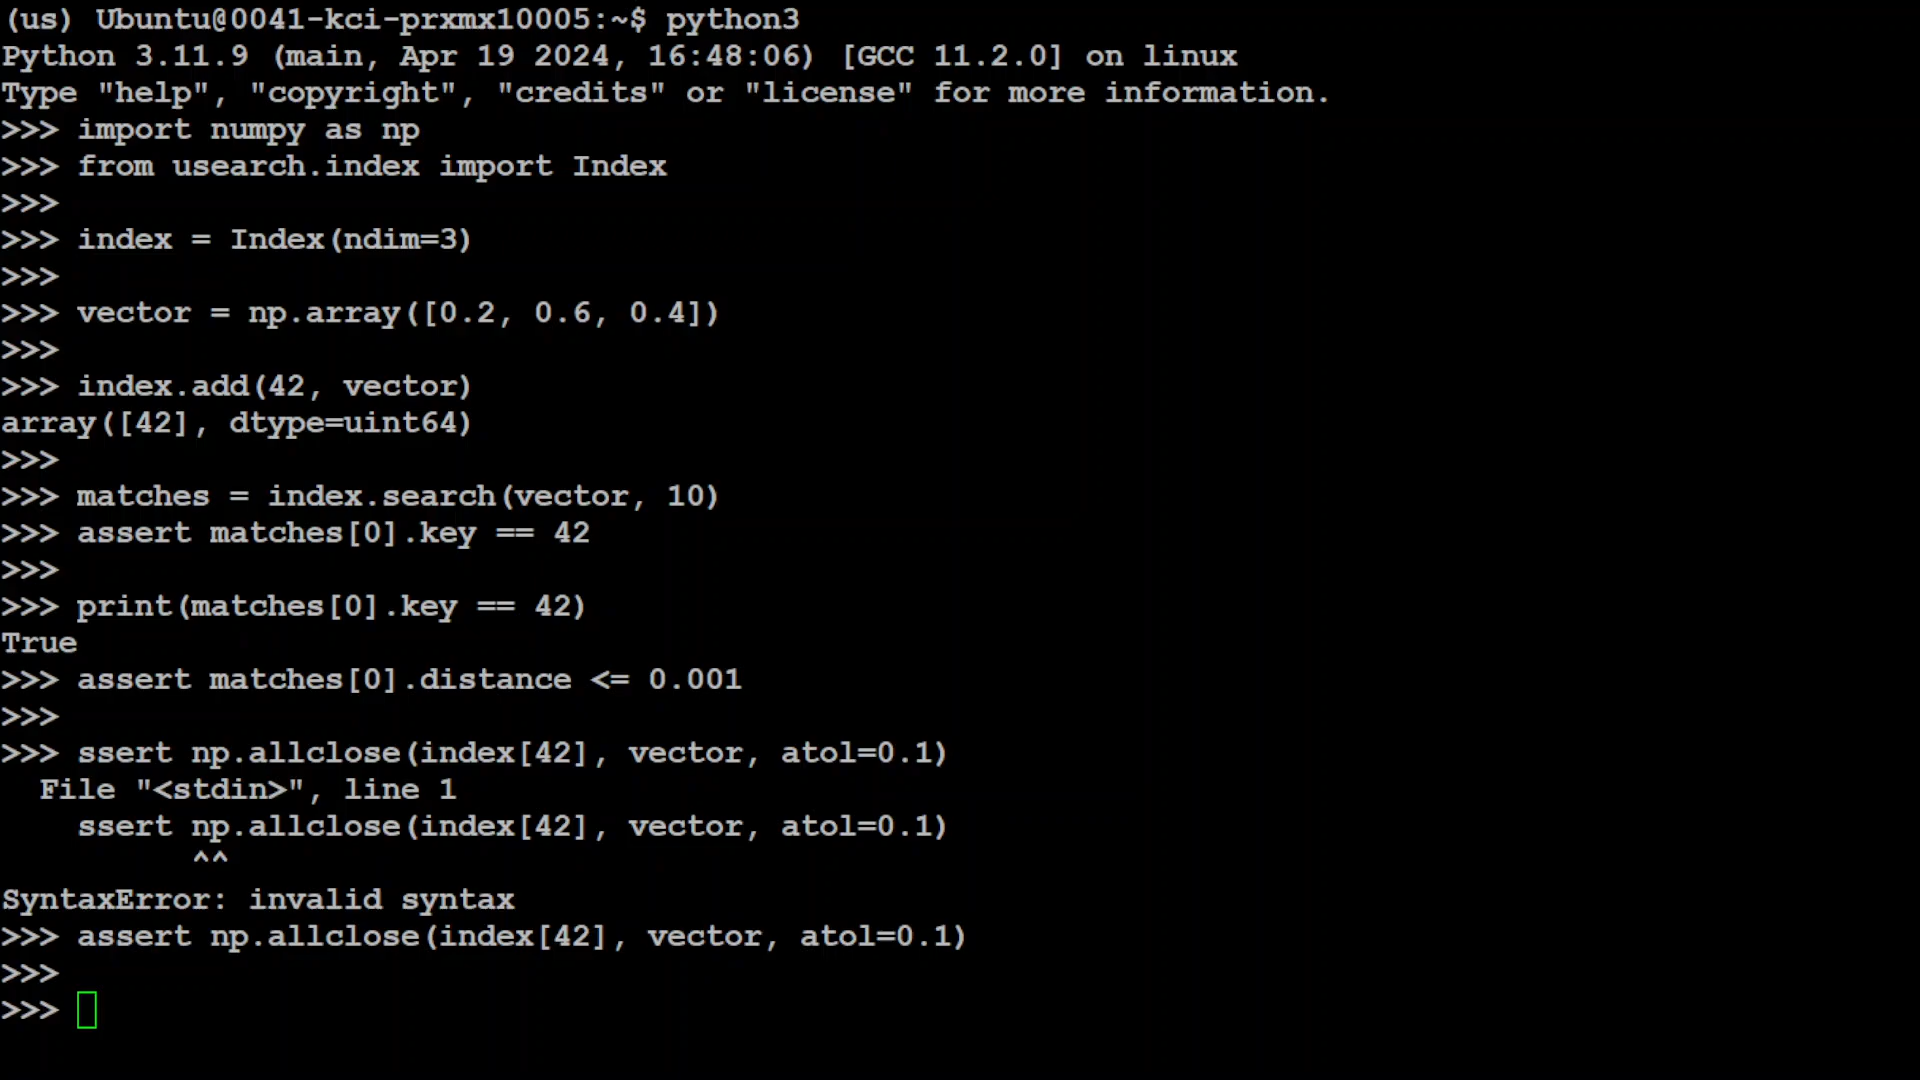 (us) Ubuntu@0041-kci-prxmx10005:~$ python3
Python 3.11.9 (main, Apr 19 2024, 16:48:06) [GCC 11.2.0] on linux
Type "help", "copyright", "credits" or "license" for more information.
>>> import numpy as np
>>> from usearch.index import Index
>>>
>>> index = Index(ndim=3)
>>>
>>> vector = np.array([0.2, 0.6, 0.4])
>>>
>>> index.add(42, vector)
array([42], dtype=uint64)
>>>
>>> matches = index.search(vector, 10)
>>> assert matches[0].key == 42
>>>
>>> print(matches[0].key == 42)
True
>>> assert matches[0].distance <= 0.001
>>>
>>> ssert np.allclose(index[42], vector, atol=0.1)
  File "<stdin>", line 1
    ssert np.allclose(index[42], vector, atol=0.1)
          ^^
SyntaxError: invalid syntax
>>> assert np.allclose(index[42], vector, atol=0.1)
>>>
>>>